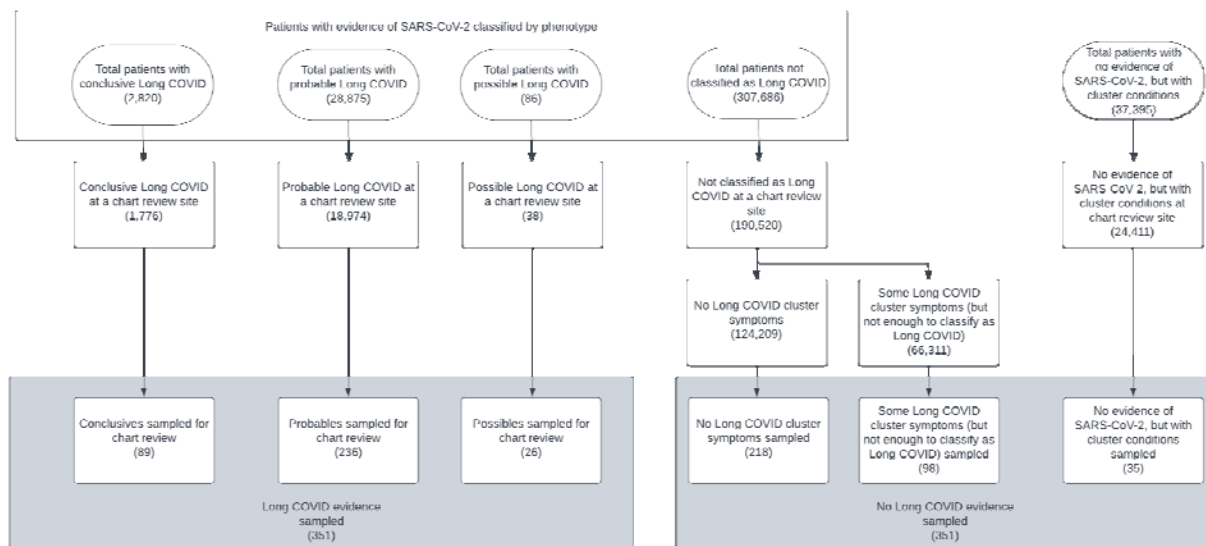 Patients with evidence of SARS-CoV-2 classified by phenotype
Total patients with
conclusive Long COVID
(2,820)
Total patients with
probable Long COVID
(28,875)
Total patients with
possible Long COVID
(86)
Total patients not
classified as Long COVID
(307,686)
Total patients with
no evidence of
SARS-CoV-2, but with
cluster conditions
(37,395)
Conclusive Long COVID
at a chart review site
(1,776)
Probable Long COVID at
a chart review site
(18,974)
Possible Long COVID at
a chart review site
(38)
Not classified as Long
COVID at a chart review
site
(190,520)
No evidence of
SARS CoV 2, but with
cluster conditions at
chart review site
(24,411)
No Long COVID cluster
symptoms
(124,209)
Some Long COVID
cluster symptoms (but
not enough to classify as
Long COVID)
(66,311)
Conclusives sampled for
chart review
(89)
Probables sampled for
chart review
(236)
Possibles sampled for
chart review
(26)
No Long COVID cluster
symptoms sampled
(218)
Some Long COVID
cluster symptoms (but
not enough to classify as
Long COVID) sampled
(98)
No evidence of
SARS-CoV-2, but with
cluster conditions
sampled
(35)
Long COVID evidence
sampled
(351)
No Long COVID evidence
sampled
(351)